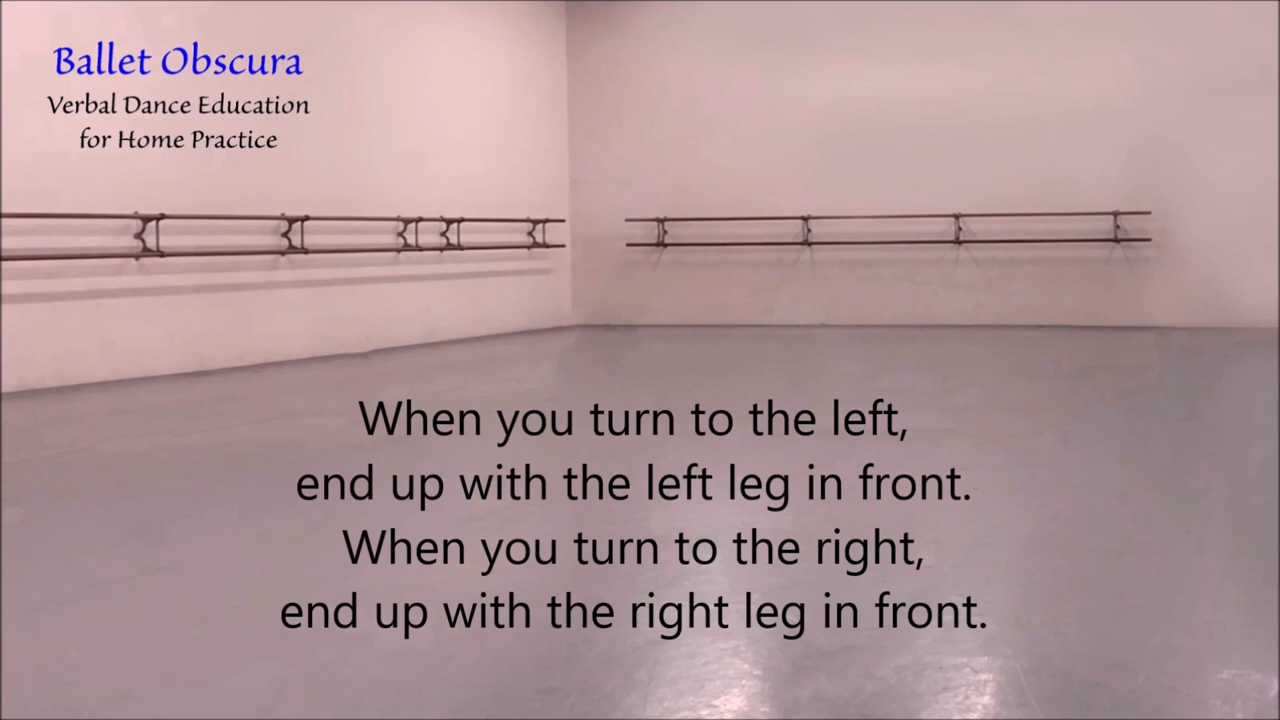 Ballet Obscura
Verbal Dance Education
for Home Practice
When you turn to the left,
end up with the left leg in front.
When you turn to the right,
end up with the right leg in front.